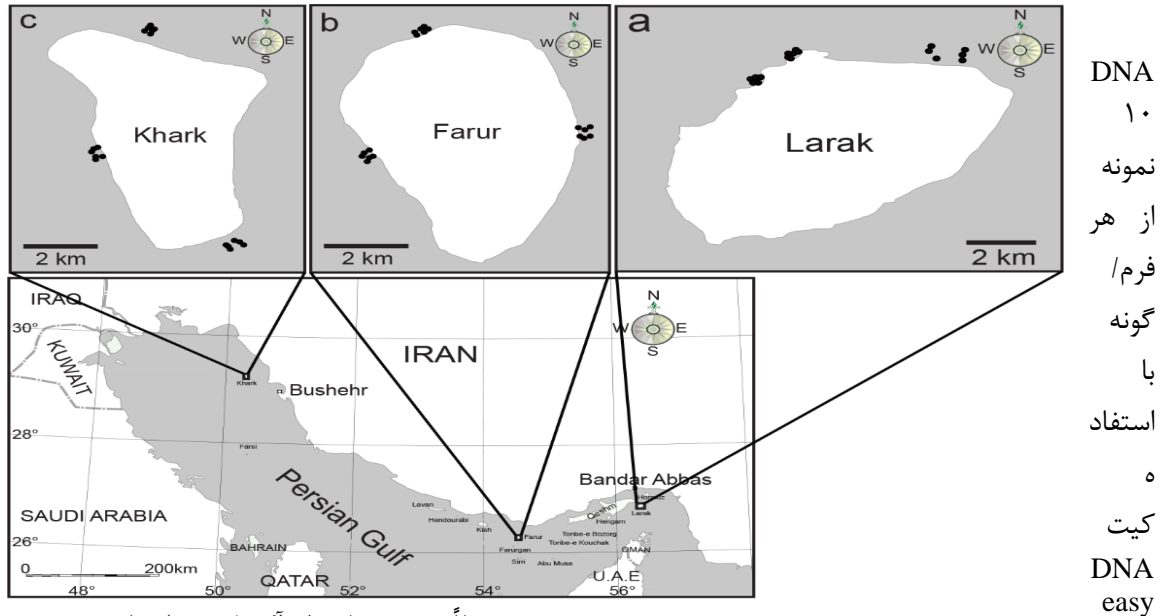 c
N
W
E
S
Khark
2 km
b
N
W
E
S
Farur
2 km
a
N
W
E
S
Larak
2 km
IRAQ
30°
KUWAIT
IRAN
N
W
E
S
Khark
Bushehr
28°
Farsi
Persian Gulf
Bandar Abbas
Hormoz
Qeshm
Larak
Hengam
Lavan
Hendourabi
Kish
Tonbe-e Bozorg
Tonbe-e Kouchak
Farur
Farurgan
Sirri
Abu Musa
SAUDI ARABIA
26°
BAHRAIN
OMAN
0
200km
QATAR
U.A.E.
48°
50°
52°
54°
56°
DNA
۱۰
نمونه
از هر
فرم/
گونه
با
استفاد
ه
کیت
DNA
easy